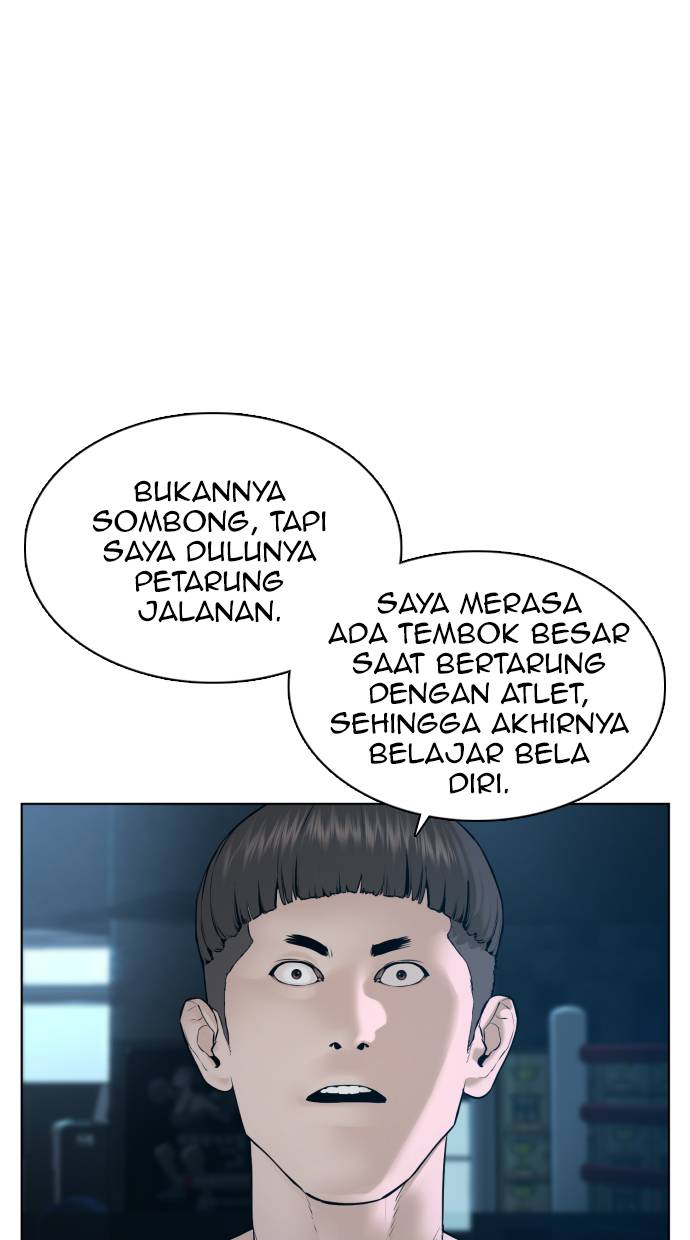 BUKANNYA
SOMBONG, TAPI
SAYA DULUNYA
PETARUNG
JALANAN.
SAYA MERASA
ADA TEMBOK BESAR
SAAT BERTARUNG
DENGAN ATLET,
SEHINGGA AKHIRNYA
BELAJAR BELA
DIRI.